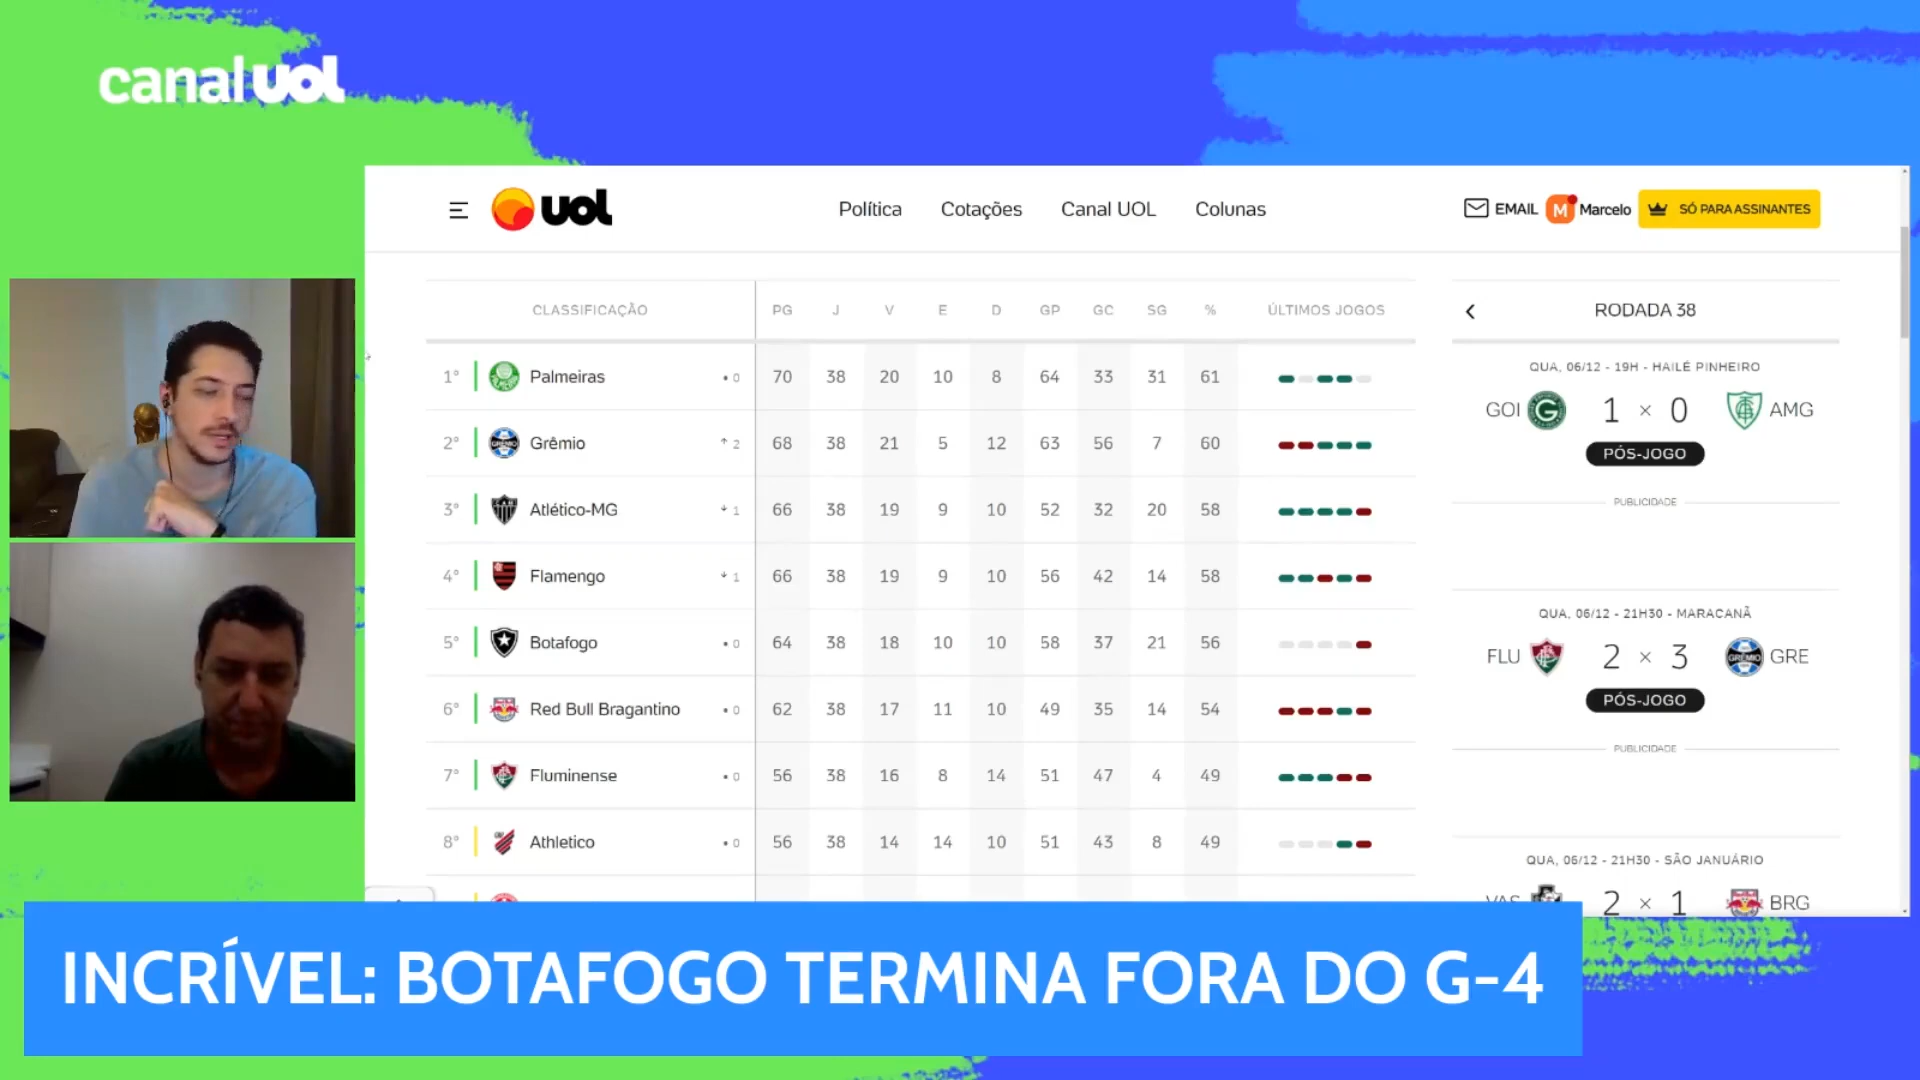 canal uol
uol
Política Cotações Canal UOL Colunas
EMAIL M Marcelo SÓ PARA ASSINANTES
CLASSIFICAÇÃO PG J V E D GP GC SG % ÚLTIMOS JOGOS
1º Palmeiras 0 70 38 20 10 8 64 33 31 61
2º Grêmio 2 68 38 21 5 12 63 56 7 60
3º Atlético-MG 1 66 38 19 9 10 52 32 20 58
4º Flamengo 1 66 38 19 9 10 56 42 14 58
5º Botafogo 0 64 38 18 10 10 58 37 21 56
6º Red Bull Bragantino 0 62 38 17 11 10 49 35 14 54
7º Fluminense 0 56 38 16 8 14 51 47 4 49
8º Athletico 0 56 38 14 14 10 51 43 8 49
RODADA 38
QUA, 06/12 - 19H - HAILÉ PINHEIRO
GOI 1 × 0 AMG
PÓS-JOGO
PUBLICIDADE
QUA, 06/12 - 21H30 - MARACANÃ
FLU 2 × 3 GRE
PÓS-JOGO
PUBLICIDADE
QUA, 06/12 - 21H30 - SÃO JANUÁRIO
VAS 2 × 1 BRG
INCRÍVEL: BOTAFOGO TERMINA FORA DO G-4